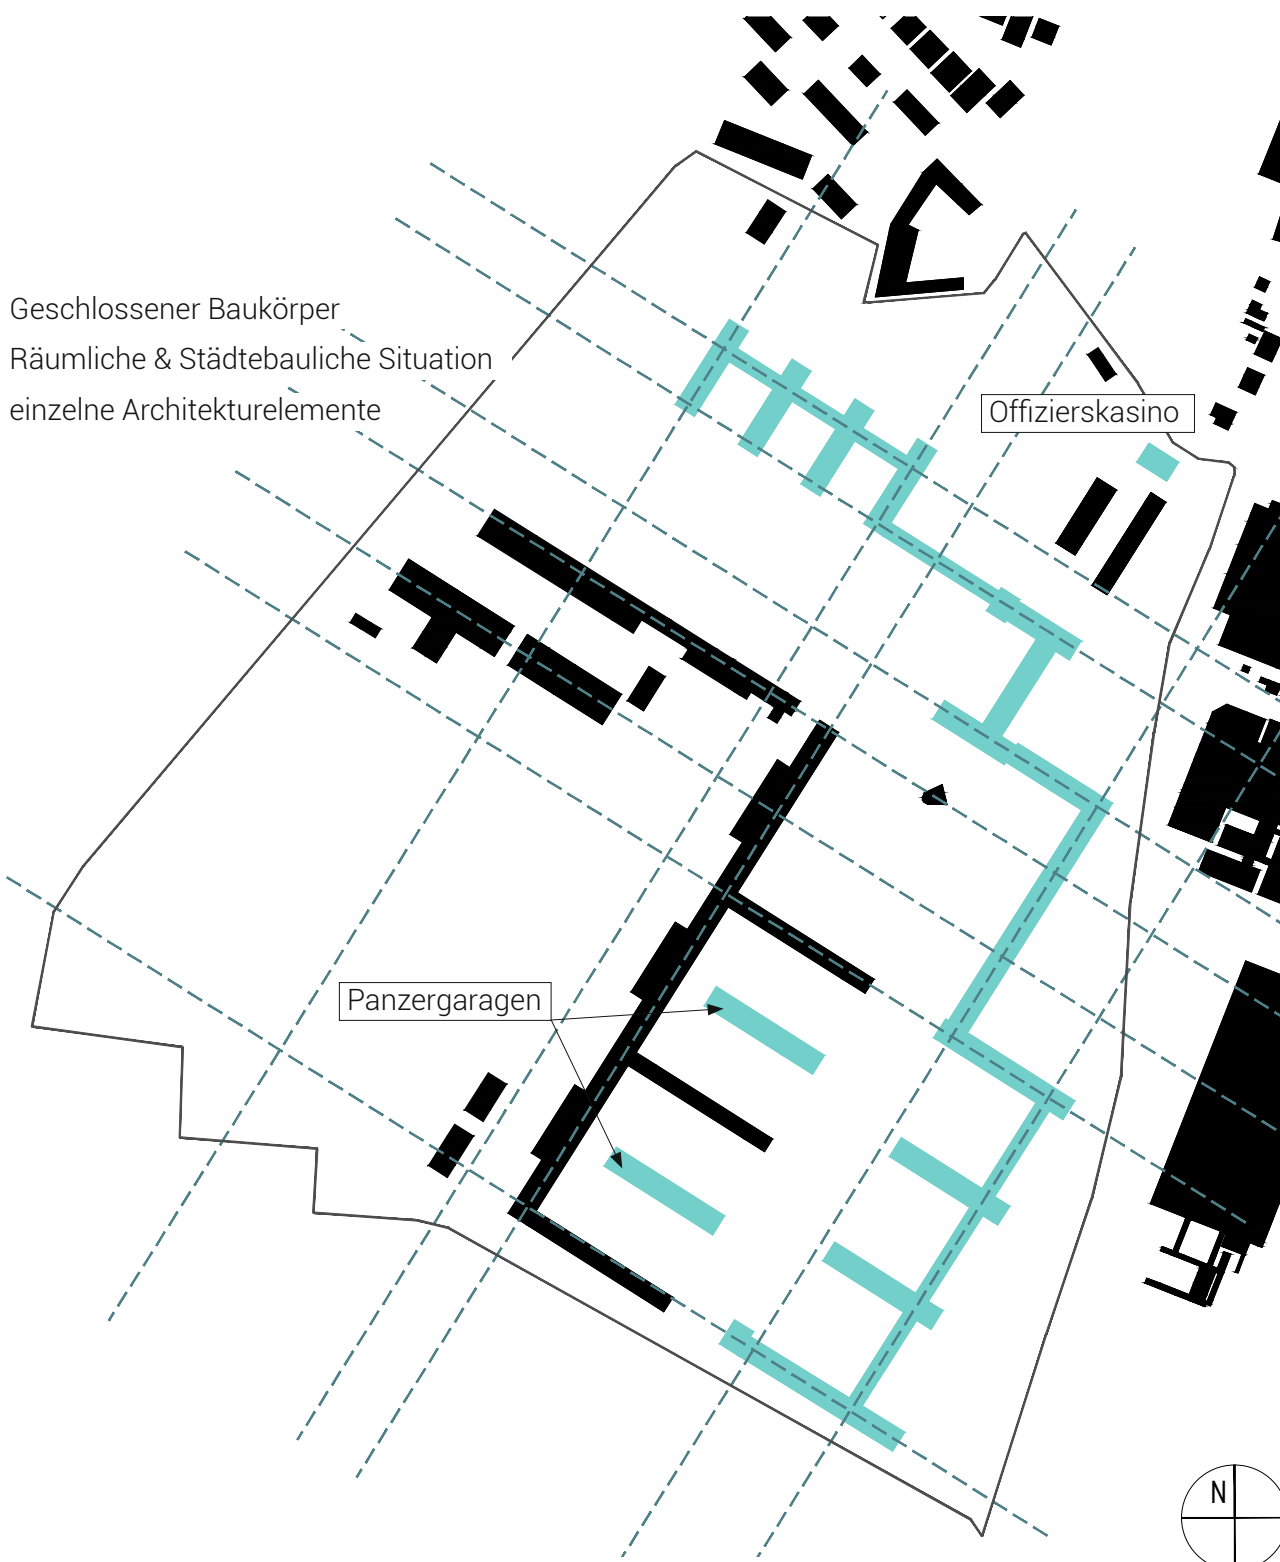 Geschlossener Baukörper
Räumliche & Städtebauliche Situation
einzelne Architekturelemente
Offizierskasino
Panzergaragen
N